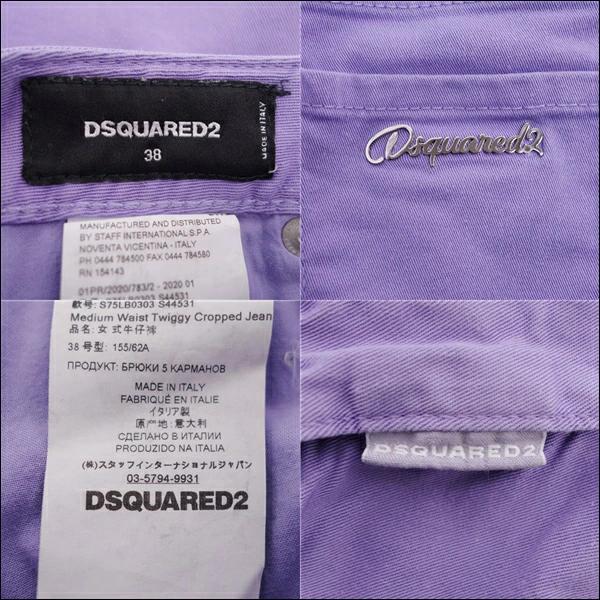 DSQUARED2
38
MADE IN ITALY
MANUFACTURED AND DISTRIBUTED
BY STAFF INTERNATIONAL S.P.A
NOVENTA VICENTINA - ITALY
PH 0444 784500 FAX 0444 784580
RN 154143
01PR/2020/783/2 - 2020 01
S75LB0303 S44531
Dsquared2
款号: S75LB0303 S44531
Medium Waist Twiggy Cropped Jean
品名: 女 式牛仔裤
38 号型: 155/62A
ПРОДУКТ: БРЮКИ 5 КАРМАНОВ
MADE IN ITALY
FABRIQUÉ EN ITALIE
イタリア製
原产地: 意大利
СДЕЛАНО В ИТАЛИИ
PRODUZIDO NA ITALIA
(株)スタッフインターナショナルジャパン
03-5794-9931
DSQUARED2
DSQUARED2